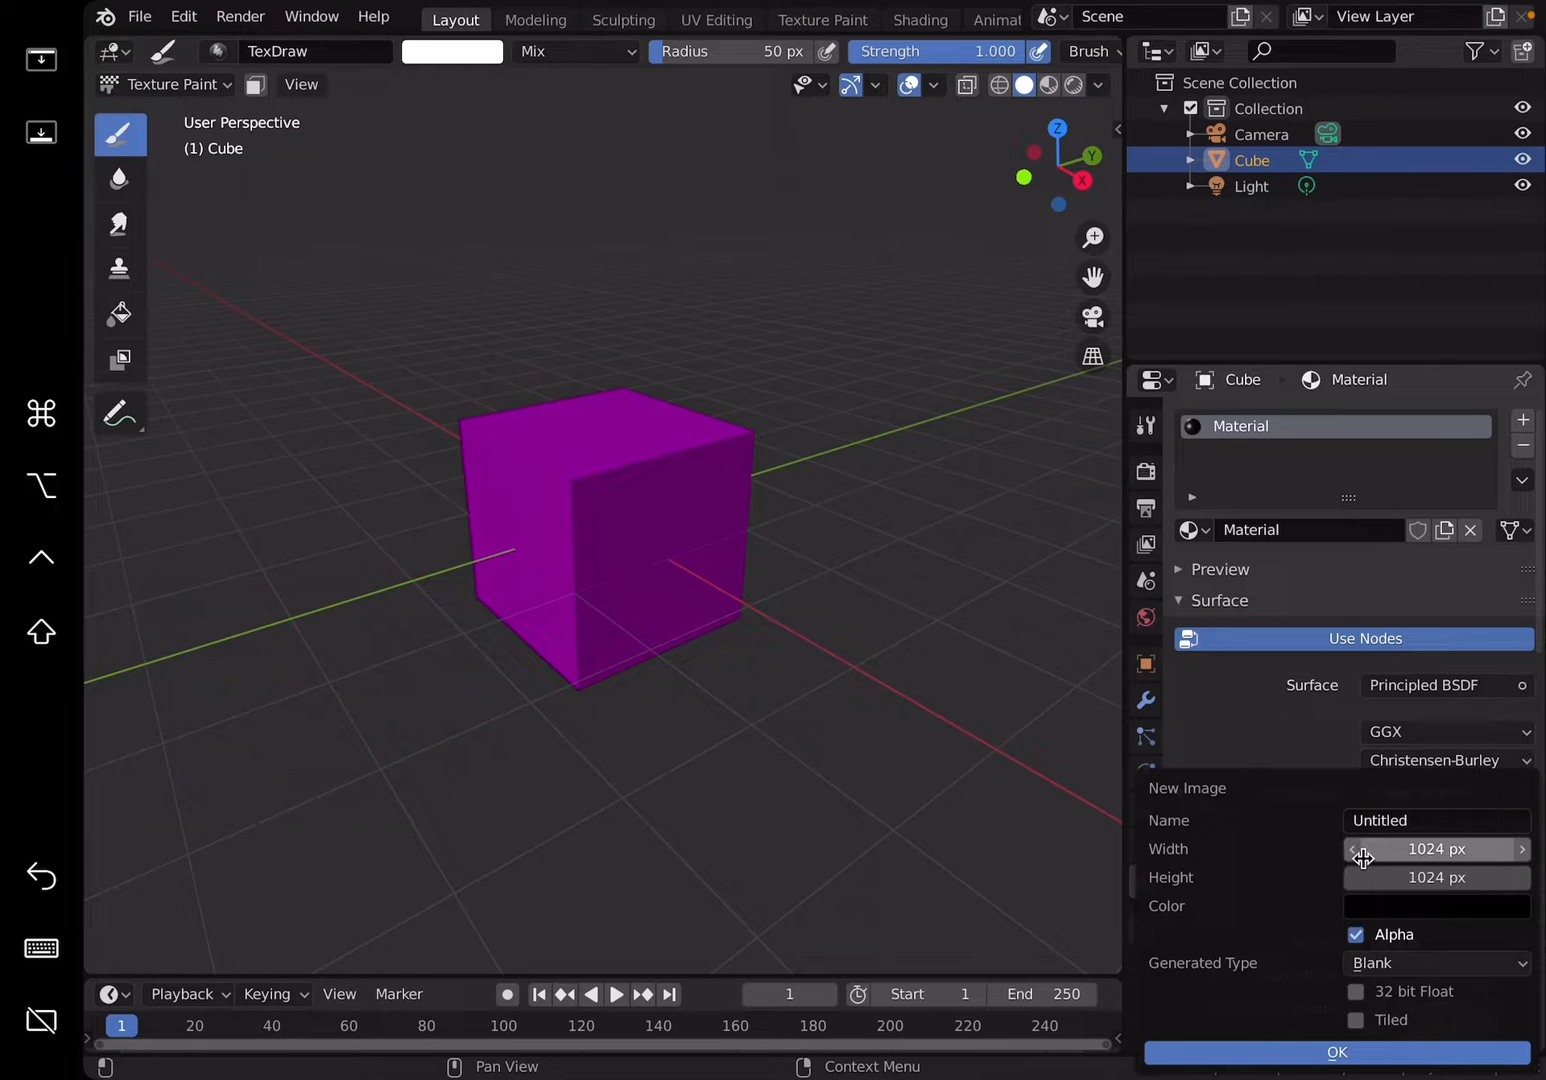 File Edit Render Window Help Layout Modeling Sculpting UV Editing Texture Paint Shading Animat Scene View Layer
TexDraw Mix Radius 50 px Strength 1.000 Brush
Texture Paint View
User Perspective
(1) Cube
Z
Y
X
Scene Collection
Collection
Camera
Cube
Light
Cube Material
Material
Material
Preview
Surface
Use Nodes
Surface Principled BSDF
GGX
Christensen-Burley
New Image
Name Untitled
Width 1024 px
Height 1024 px
Color
Alpha
Generated Type Blank
32 bit Float
Tiled
OK
Playback Keying View Marker 1 Start 1 End 250
1 20 40 60 80 100 120 140 160 180 200 220 240
Pan View Context Menu